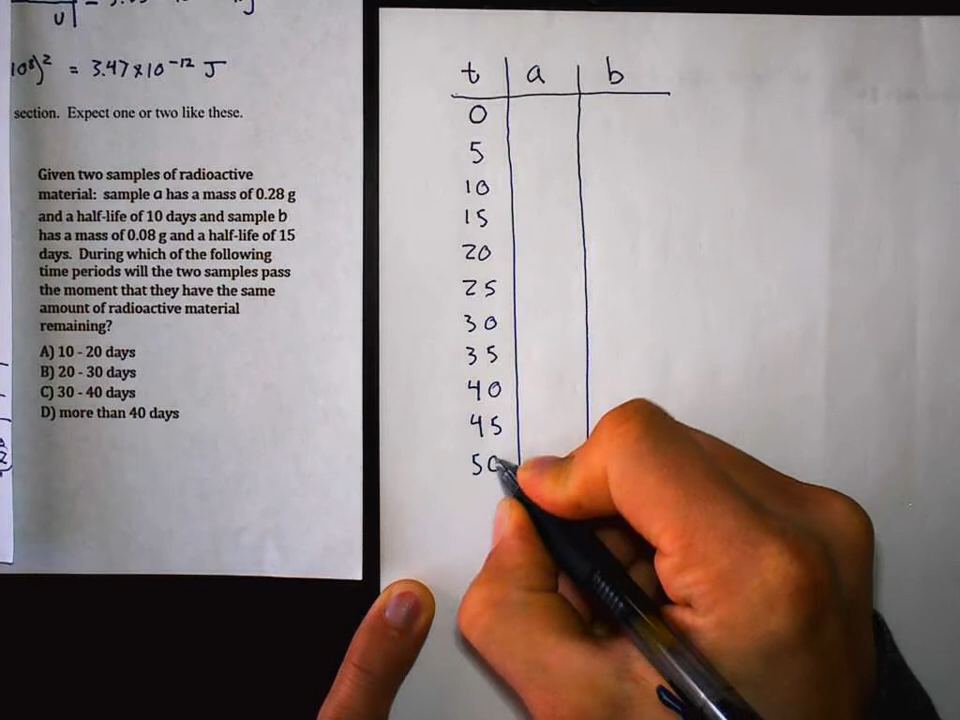 10⁸)² = 3.47×10⁻¹² J
section. Expect one or two like these.
Given two samples of radioactive
material: sample a has a mass of 0.28 g
and a half-life of 10 days and sample b
has a mass of 0.08 g and a half-life of 15
days. During which of the following
time periods will the two samples pass
the moment that they have the same
amount of radioactive material
remaining?
A) 10 - 20 days
B) 20 - 30 days
C) 30 - 40 days
D) more than 40 days
t a b
0
5
10
15
20
25
30
35
40
45
50